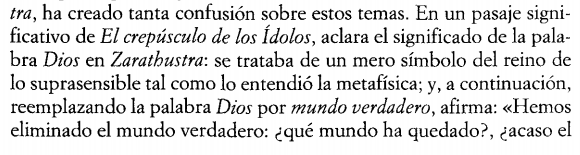 tra, ha creado tanta confusión sobre estos temas. En un pasaje signi-
ficativo de El crepúsculo de los Ídolos, aclara el significado de la pala-
bra Dios en Zarathustra: se trataba de un mero símbolo del reino de
lo suprasensible tal como lo entendió la metafísica; y, a continuación,
reemplazando la palabra Dios por mundo verdadero, afirma: «Hemos
eliminado el mundo verdadero: ¿qué mundo ha quedado?, ¿acaso el